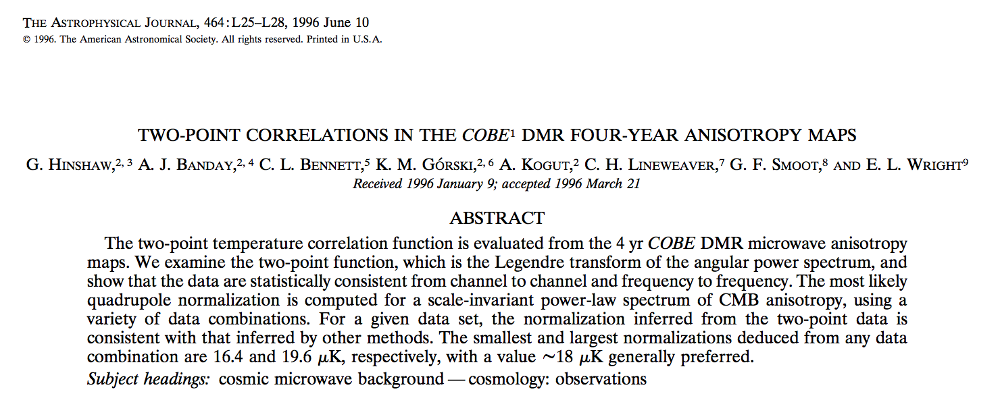 THE ASTROPHYSICAL JOURNAL, 464:L25–L28, 1996 June 10
© 1996. The American Astronomical Society. All rights reserved. Printed in U.S.A.
TWO-POINT CORRELATIONS IN THE COBE¹ DMR FOUR-YEAR ANISOTROPY MAPS
G. HINSHAW,²,³ A. J. BANDAY,²,⁴ C. L. BENNETT,⁵ K. M. GÓRSKI,²,⁶ A. KOGUT,² C. H. LINEWEAVER,⁷ G. F. SMOOT,⁸ AND E. L. WRIGHT⁹
Received 1996 January 9; accepted 1996 March 21
ABSTRACT
The two-point temperature correlation function is evaluated from the 4 yr COBE DMR microwave anisotropy
maps. We examine the two-point function, which is the Legendre transform of the angular power spectrum, and
show that the data are statistically consistent from channel to channel and frequency to frequency. The most likely
quadrupole normalization is computed for a scale-invariant power-law spectrum of CMB anisotropy, using a
variety of data combinations. For a given data set, the normalization inferred from the two-point data is
consistent with that inferred by other methods. The smallest and largest normalizations deduced from any data
combination are 16.4 and 19.6 μK, respectively, with a value ~18 μK generally preferred.
Subject headings: cosmic microwave background — cosmology: observations